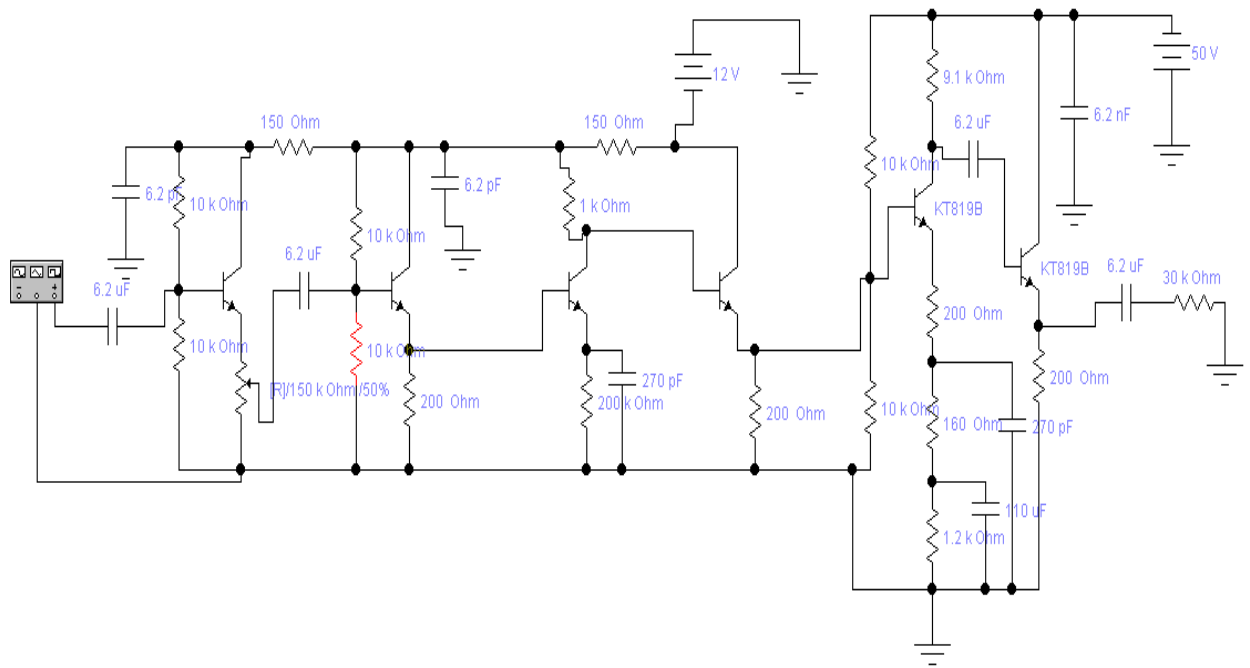 12 V
50 V
9.1 k Ohm
150 Ohm
150 Ohm
6.2 uF
6.2 nF
10 k Ohm
6.2 pF
10 k Ohm
6.2 pF
1 k Ohm
KT819B
10 k Ohm
6.2 uF
KT819B
6.2 uF
30 k Ohm
6.2 uF
200 Ohm
10 k Ohm
10 k Ohm
270 pF
[R]/150 k Ohm /50%
200 Ohm
200 Ohm
200 k Ohm
200 Ohm
10 k Ohm
160 Ohm
270 pF
110 uF
1.2 k Ohm